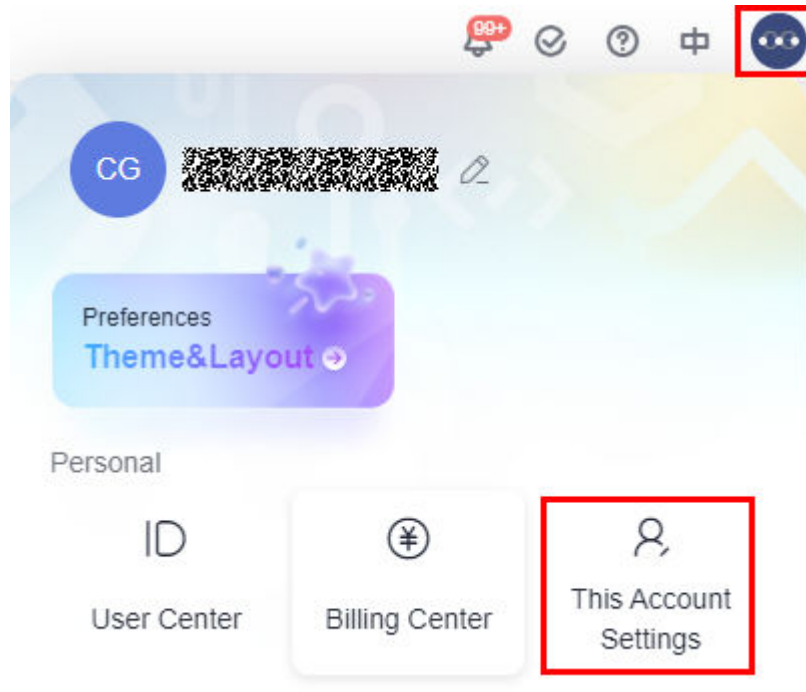 99+
中
CG
Preferences
Theme&Layout
Personal
ID
User Center
Billing Center
This Account
Settings